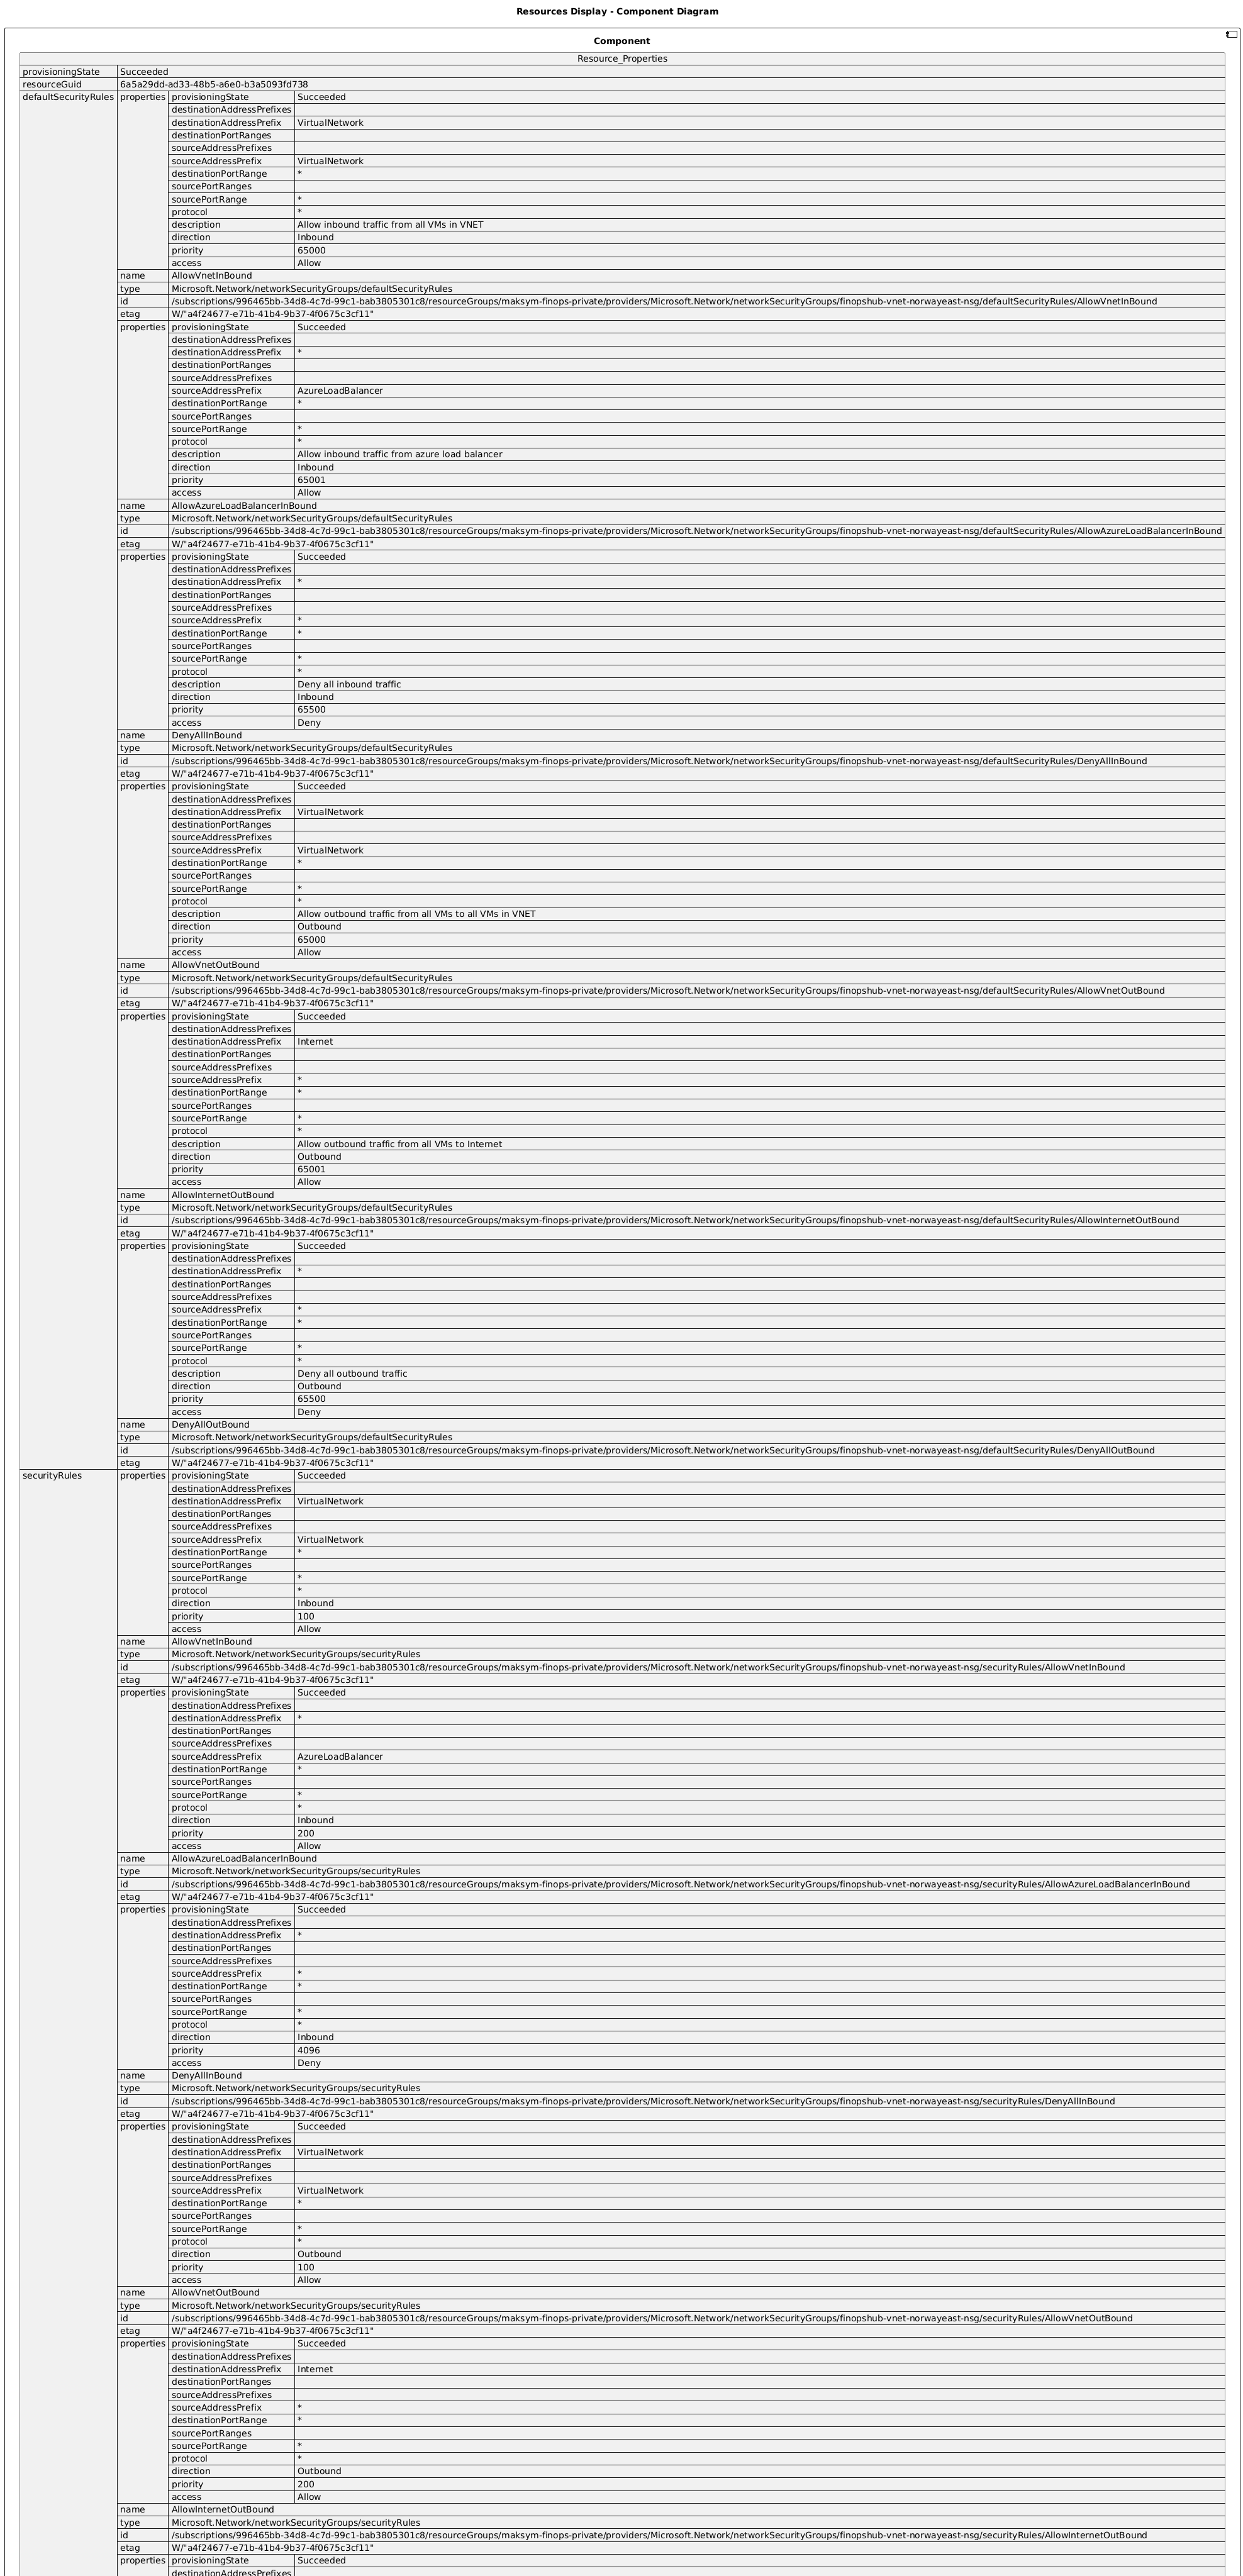 Resources Display - Component Diagram
Component
Resource_Properties
provisioningState Succeeded
resourceGuid 6a5a29dd-ad33-48b5-a6e0-b3a5093fd738
defaultSecurityRules properties provisioningState Succeeded
destinationAddressPrefixes
destinationAddressPrefix VirtualNetwork
destinationPortRanges
sourceAddressPrefixes
sourceAddressPrefix VirtualNetwork
destinationPortRange *
sourcePortRanges
sourcePortRange *
protocol *
description Allow inbound traffic from all VMs in VNET
direction Inbound
priority 65000
access Allow
name AllowVnetInBound
type Microsoft.Network/networkSecurityGroups/defaultSecurityRules
id /subscriptions/996465bb-34d8-4c7d-99c1-bab3805301c8/resourceGroups/maksym-finops-private/providers/Microsoft.Network/networkSecurityGroups/finopshub-vnet-norwayeast-nsg/defaultSecurityRules/AllowVnetInBound
etag W/"a4f24677-e71b-41b4-9b37-4f0675c3cf11"
properties provisioningState Succeeded
destinationAddressPrefixes
destinationAddressPrefix *
destinationPortRanges
sourceAddressPrefixes
sourceAddressPrefix AzureLoadBalancer
destinationPortRange *
sourcePortRanges
sourcePortRange *
protocol *
description Allow inbound traffic from azure load balancer
direction Inbound
priority 65001
access Allow
name AllowAzureLoadBalancerInBound
type Microsoft.Network/networkSecurityGroups/defaultSecurityRules
id /subscriptions/996465bb-34d8-4c7d-99c1-bab3805301c8/resourceGroups/maksym-finops-private/providers/Microsoft.Network/networkSecurityGroups/finopshub-vnet-norwayeast-nsg/defaultSecurityRules/AllowAzureLoadBalancerInBound
etag W/"a4f24677-e71b-41b4-9b37-4f0675c3cf11"
properties provisioningState Succeeded
destinationAddressPrefixes
destinationAddressPrefix *
destinationPortRanges
sourceAddressPrefixes
sourceAddressPrefix *
destinationPortRange *
sourcePortRanges
sourcePortRange *
protocol *
description Deny all inbound traffic
direction Inbound
priority 65500
access Deny
name DenyAllInBound
type Microsoft.Network/networkSecurityGroups/defaultSecurityRules
id /subscriptions/996465bb-34d8-4c7d-99c1-bab3805301c8/resourceGroups/maksym-finops-private/providers/Microsoft.Network/networkSecurityGroups/finopshub-vnet-norwayeast-nsg/defaultSecurityRules/DenyAllInBound
etag W/"a4f24677-e71b-41b4-9b37-4f0675c3cf11"
properties provisioningState Succeeded
destinationAddressPrefixes
destinationAddressPrefix VirtualNetwork
destinationPortRanges
sourceAddressPrefixes
sourceAddressPrefix VirtualNetwork
destinationPortRange *
sourcePortRanges
sourcePortRange *
protocol *
description Allow outbound traffic from all VMs to all VMs in VNET
direction Outbound
priority 65000
access Allow
name AllowVnetOutBound
type Microsoft.Network/networkSecurityGroups/defaultSecurityRules
id /subscriptions/996465bb-34d8-4c7d-99c1-bab3805301c8/resourceGroups/maksym-finops-private/providers/Microsoft.Network/networkSecurityGroups/finopshub-vnet-norwayeast-nsg/defaultSecurityRules/AllowVnetOutBound
etag W/"a4f24677-e71b-41b4-9b37-4f0675c3cf11"
properties provisioningState Succeeded
destinationAddressPrefixes
destinationAddressPrefix Internet
destinationPortRanges
sourceAddressPrefixes
sourceAddressPrefix *
destinationPortRange *
sourcePortRanges
sourcePortRange *
protocol *
description Allow outbound traffic from all VMs to Internet
direction Outbound
priority 65001
access Allow
name AllowInternetOutBound
type Microsoft.Network/networkSecurityGroups/defaultSecurityRules
id /subscriptions/996465bb-34d8-4c7d-99c1-bab3805301c8/resourceGroups/maksym-finops-private/providers/Microsoft.Network/networkSecurityGroups/finopshub-vnet-norwayeast-nsg/defaultSecurityRules/AllowInternetOutBound
etag W/"a4f24677-e71b-41b4-9b37-4f0675c3cf11"
properties provisioningState Succeeded
destinationAddressPrefixes
destinationAddressPrefix *
destinationPortRanges
sourceAddressPrefixes
sourceAddressPrefix *
destinationPortRange *
sourcePortRanges
sourcePortRange *
protocol *
description Deny all outbound traffic
direction Outbound
priority 65500
access Deny
name DenyAllOutBound
type Microsoft.Network/networkSecurityGroups/defaultSecurityRules
id /subscriptions/996465bb-34d8-4c7d-99c1-bab3805301c8/resourceGroups/maksym-finops-private/providers/Microsoft.Network/networkSecurityGroups/finopshub-vnet-norwayeast-nsg/defaultSecurityRules/DenyAllOutBound
etag W/"a4f24677-e71b-41b4-9b37-4f0675c3cf11"
securityRules properties provisioningState Succeeded
destinationAddressPrefixes
destinationAddressPrefix VirtualNetwork
destinationPortRanges
sourceAddressPrefixes
sourceAddressPrefix VirtualNetwork
destinationPortRange *
sourcePortRanges
sourcePortRange *
protocol *
direction Inbound
priority 100
access Allow
name AllowVnetInBound
type Microsoft.Network/networkSecurityGroups/securityRules
id /subscriptions/996465bb-34d8-4c7d-99c1-bab3805301c8/resourceGroups/maksym-finops-private/providers/Microsoft.Network/networkSecurityGroups/finopshub-vnet-norwayeast-nsg/securityRules/AllowVnetInBound
etag W/"a4f24677-e71b-41b4-9b37-4f0675c3cf11"
properties provisioningState Succeeded
destinationAddressPrefixes
destinationAddressPrefix *
destinationPortRanges
sourceAddressPrefixes
sourceAddressPrefix AzureLoadBalancer
destinationPortRange *
sourcePortRanges
sourcePortRange *
protocol *
direction Inbound
priority 200
access Allow
name AllowAzureLoadBalancerInBound
type Microsoft.Network/networkSecurityGroups/securityRules
id /subscriptions/996465bb-34d8-4c7d-99c1-bab3805301c8/resourceGroups/maksym-finops-private/providers/Microsoft.Network/networkSecurityGroups/finopshub-vnet-norwayeast-nsg/securityRules/AllowAzureLoadBalancerInBound
etag W/"a4f24677-e71b-41b4-9b37-4f0675c3cf11"
properties provisioningState Succeeded
destinationAddressPrefixes
destinationAddressPrefix *
destinationPortRanges
sourceAddressPrefixes
sourceAddressPrefix *
destinationPortRange *
sourcePortRanges
sourcePortRange *
protocol *
direction Inbound
priority 4096
access Deny
name DenyAllInBound
type Microsoft.Network/networkSecurityGroups/securityRules
id /subscriptions/996465bb-34d8-4c7d-99c1-bab3805301c8/resourceGroups/maksym-finops-private/providers/Microsoft.Network/networkSecurityGroups/finopshub-vnet-norwayeast-nsg/securityRules/DenyAllInBound
etag W/"a4f24677-e71b-41b4-9b37-4f0675c3cf11"
properties provisioningState Succeeded
destinationAddressPrefixes
destinationAddressPrefix VirtualNetwork
destinationPortRanges
sourceAddressPrefixes
sourceAddressPrefix VirtualNetwork
destinationPortRange *
sourcePortRanges
sourcePortRange *
protocol *
direction Outbound
priority 100
access Allow
name AllowVnetOutBound
type Microsoft.Network/networkSecurityGroups/securityRules
id /subscriptions/996465bb-34d8-4c7d-99c1-bab3805301c8/resourceGroups/maksym-finops-private/providers/Microsoft.Network/networkSecurityGroups/finopshub-vnet-norwayeast-nsg/securityRules/AllowVnetOutBound
etag W/"a4f24677-e71b-41b4-9b37-4f0675c3cf11"
properties provisioningState Succeeded
destinationAddressPrefixes
destinationAddressPrefix Internet
destinationPortRanges
sourceAddressPrefixes
sourceAddressPrefix *
destinationPortRange *
sourcePortRanges
sourcePortRange *
protocol *
direction Outbound
priority 200
access Allow
name AllowInternetOutBound
type Microsoft.Network/networkSecurityGroups/securityRules
id /subscriptions/996465bb-34d8-4c7d-99c1-bab3805301c8/resourceGroups/maksym-finops-private/providers/Microsoft.Network/networkSecurityGroups/finopshub-vnet-norwayeast-nsg/securityRules/AllowInternetOutBound
etag W/"a4f24677-e71b-41b4-9b37-4f0675c3cf11"
properties provisioningState Succeeded
destinationAddressPrefixes